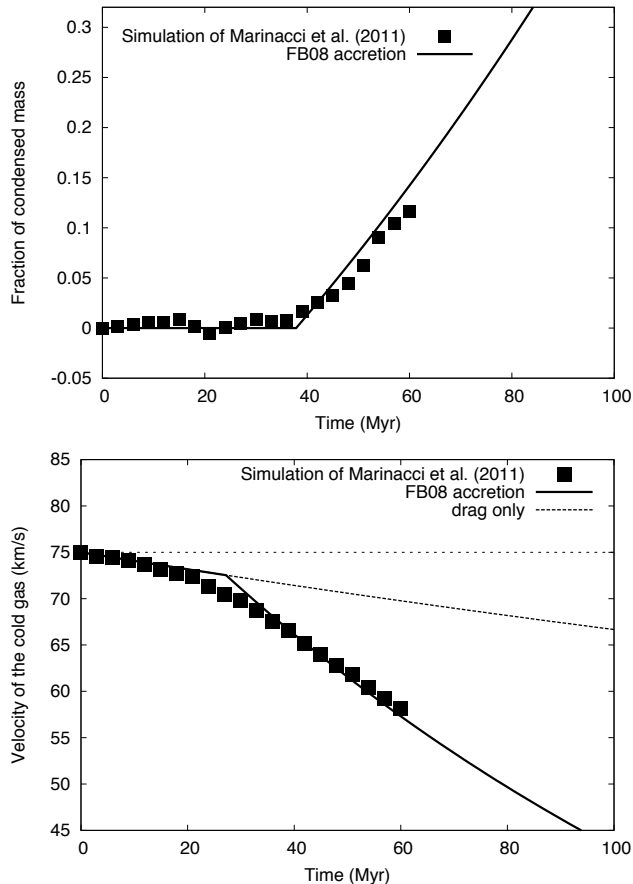 Simulation of Marinacci et al. (2011)
FB08 accretion
0.3
0.25
0.2
0.15
0.1
0.05
0
-0.05
Fraction of condensed mass
0 20 40 60 80 100
Time (Myr)
Simulation of Marinacci et al. (2011)
FB08 accretion
drag only
85
80
75
70
65
60
55
50
45
Velocity of the cold gas (km/s)
0 20 40 60 80 100
Time (Myr)